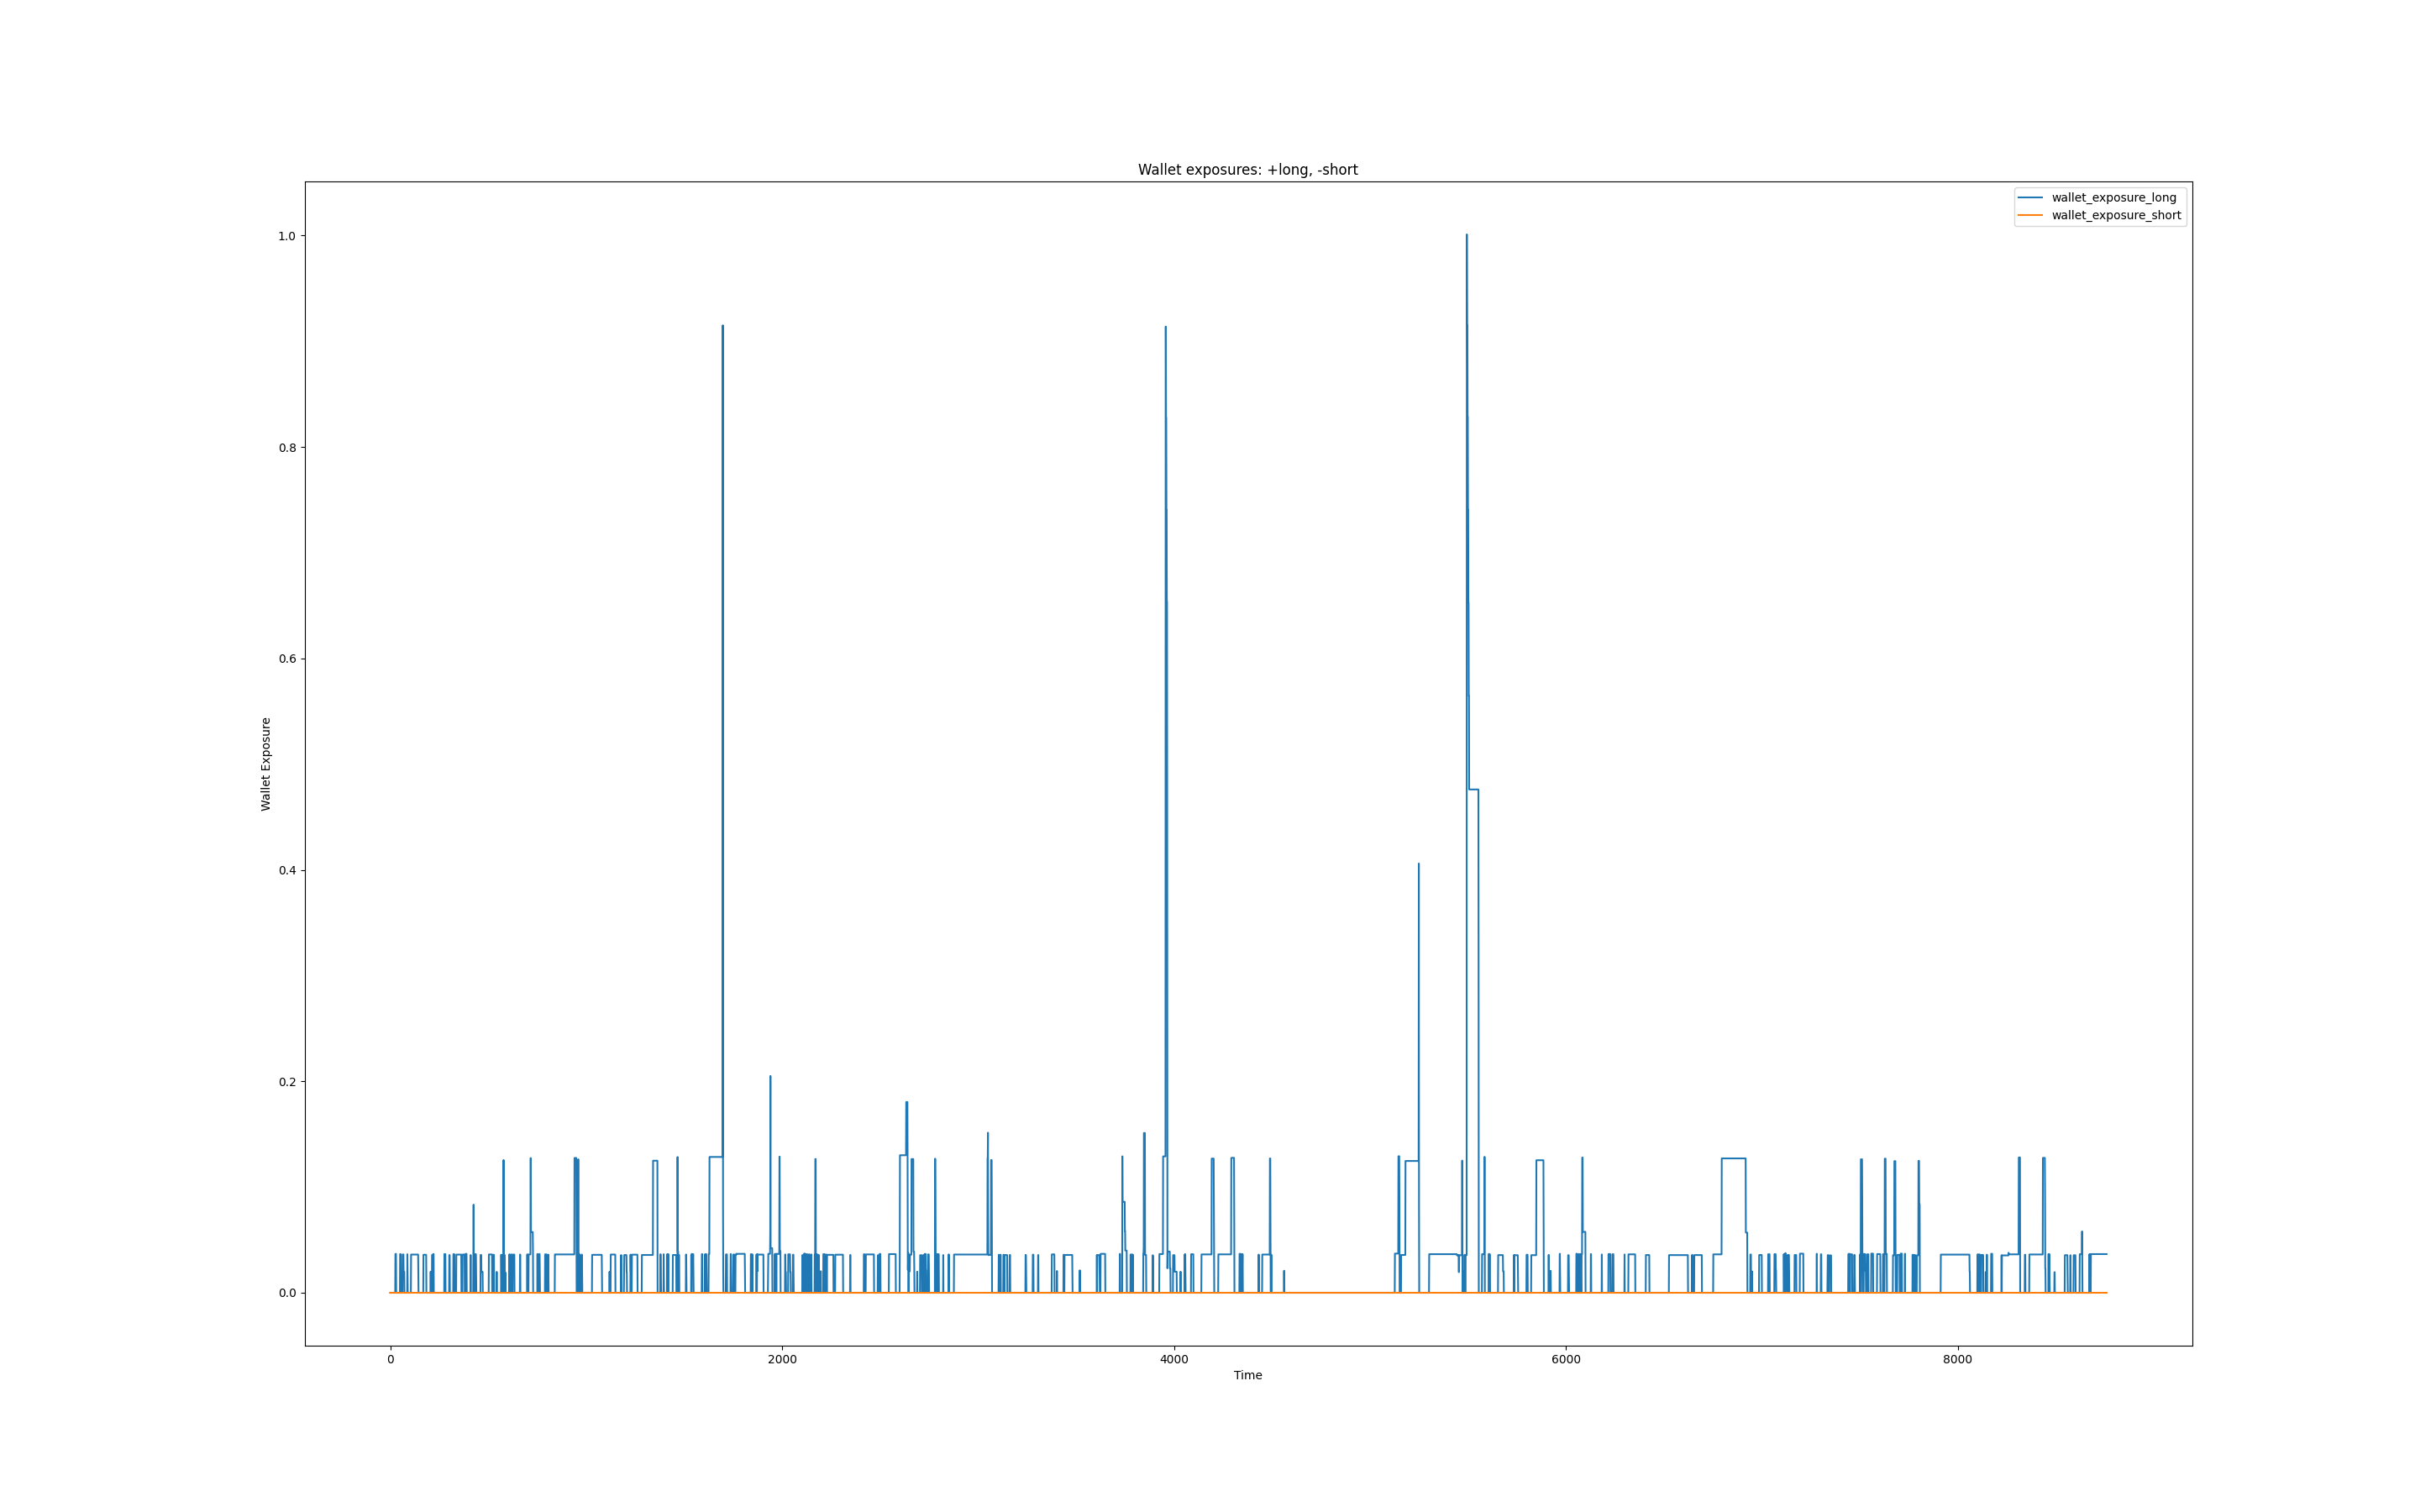 Wallet exposures: +long, -short
wallet_exposure_long
wallet_exposure_short
1.0
0.8
0.6
0.4
0.2
0.0
Wallet Exposure
0 2000 4000 6000 8000
Time